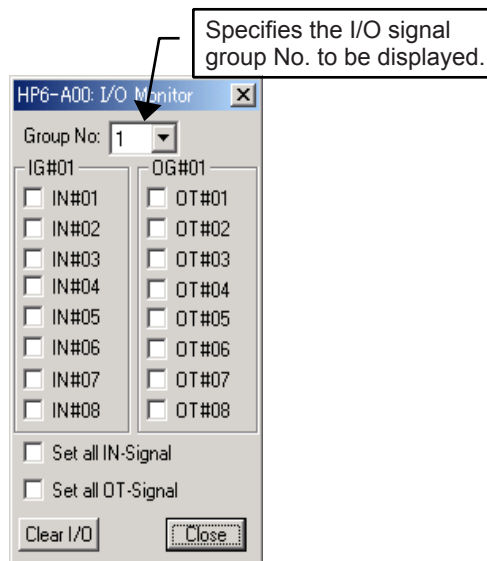 Specifies the I/O signal
group No. to be displayed.
HP6-A00: I/O Monitor
Group No: 1
IG#01 OG#01
IN#01 OT#01
IN#02 OT#02
IN#03 OT#03
IN#04 OT#04
IN#05 OT#05
IN#06 OT#06
IN#07 OT#07
IN#08 OT#08
Set all IN-Signal
Set all OT-Signal
Clear I/O Close